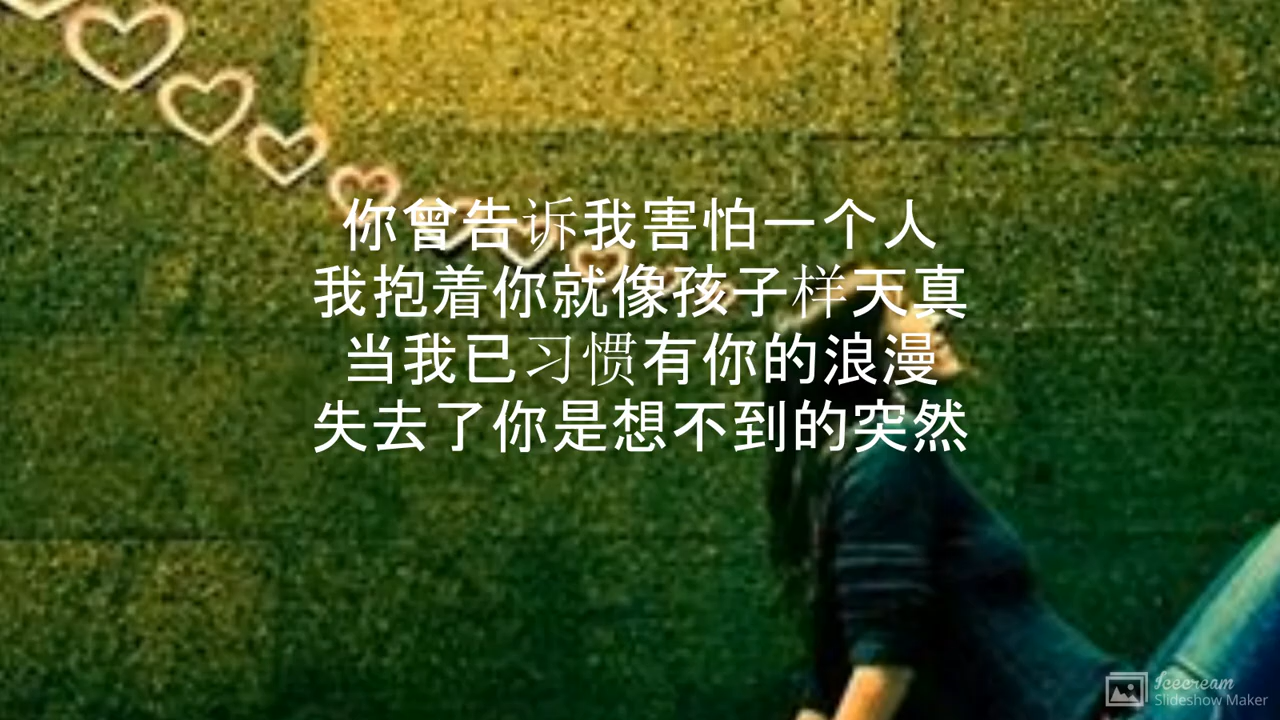 你曾告诉我害怕一个人
我抱着你就像孩子样天真
当我已习惯有你的浪漫
失去了你是想不到的突然
Icecream
Slideshow Maker